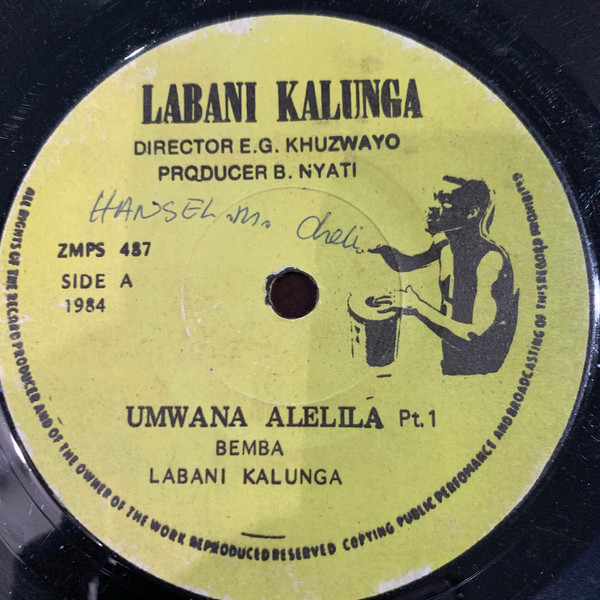 LABANI KALUNGA
DIRECTOR E.G. KHUZWAYO
PRODUCER B. NYATI
HANSEL .m. Cheli
ZMPS 487
SIDE A
1984
UMWANA ALELILA Pt.1
BEMBA
LABANI KALUNGA
ALL RIGHTS OF THE RECORD PRODUCER AND OF THE OWNER OF THE WORK REPRODUCED RESERVED COPYING PUBLIC PERFOMANCE AND BROADCASTING OF THIS RECORD PROHIBITED